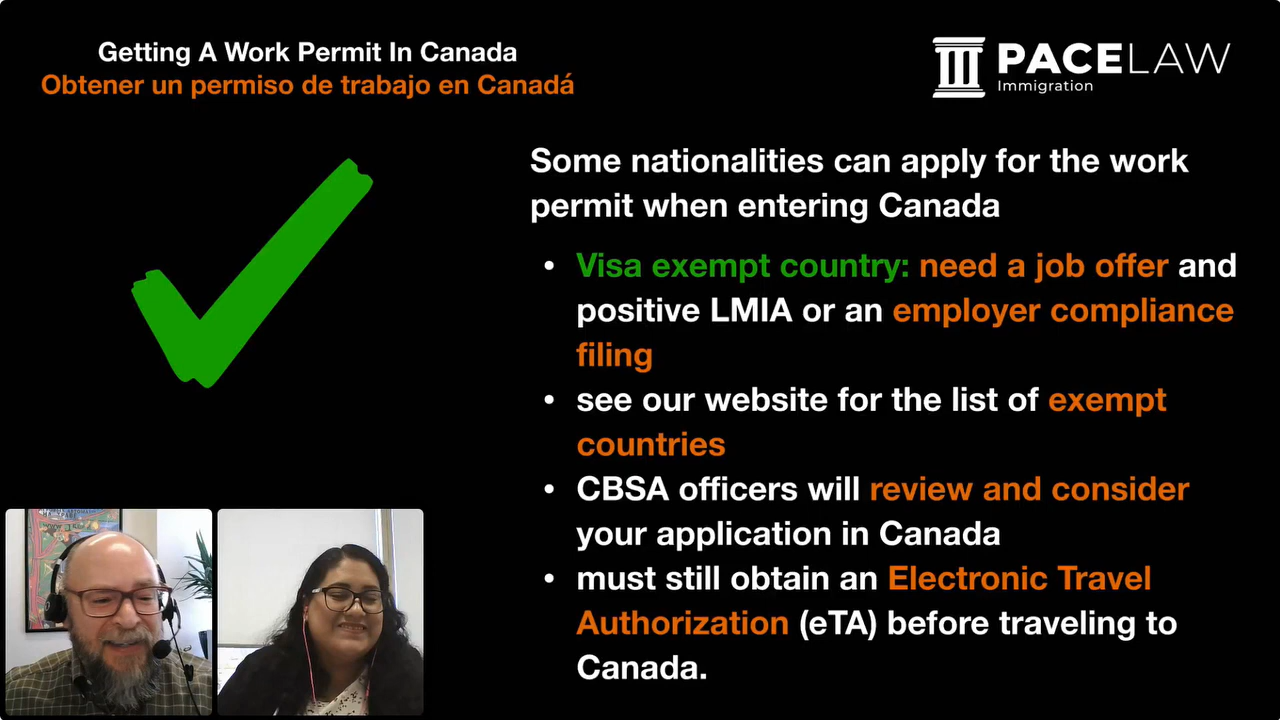 Getting A Work Permit In Canada
Obtener un permiso de trabajo en Canadá
PACELAW
Immigration
Some nationalities can apply for the work
permit when entering Canada
• Visa exempt country: need a job offer and
positive LMIA or an employer compliance
filing
• see our website for the list of exempt
countries
• CBSA officers will review and consider
your application in Canada
• must still obtain an Electronic Travel
Authorization (eTA) before traveling to
Canada.